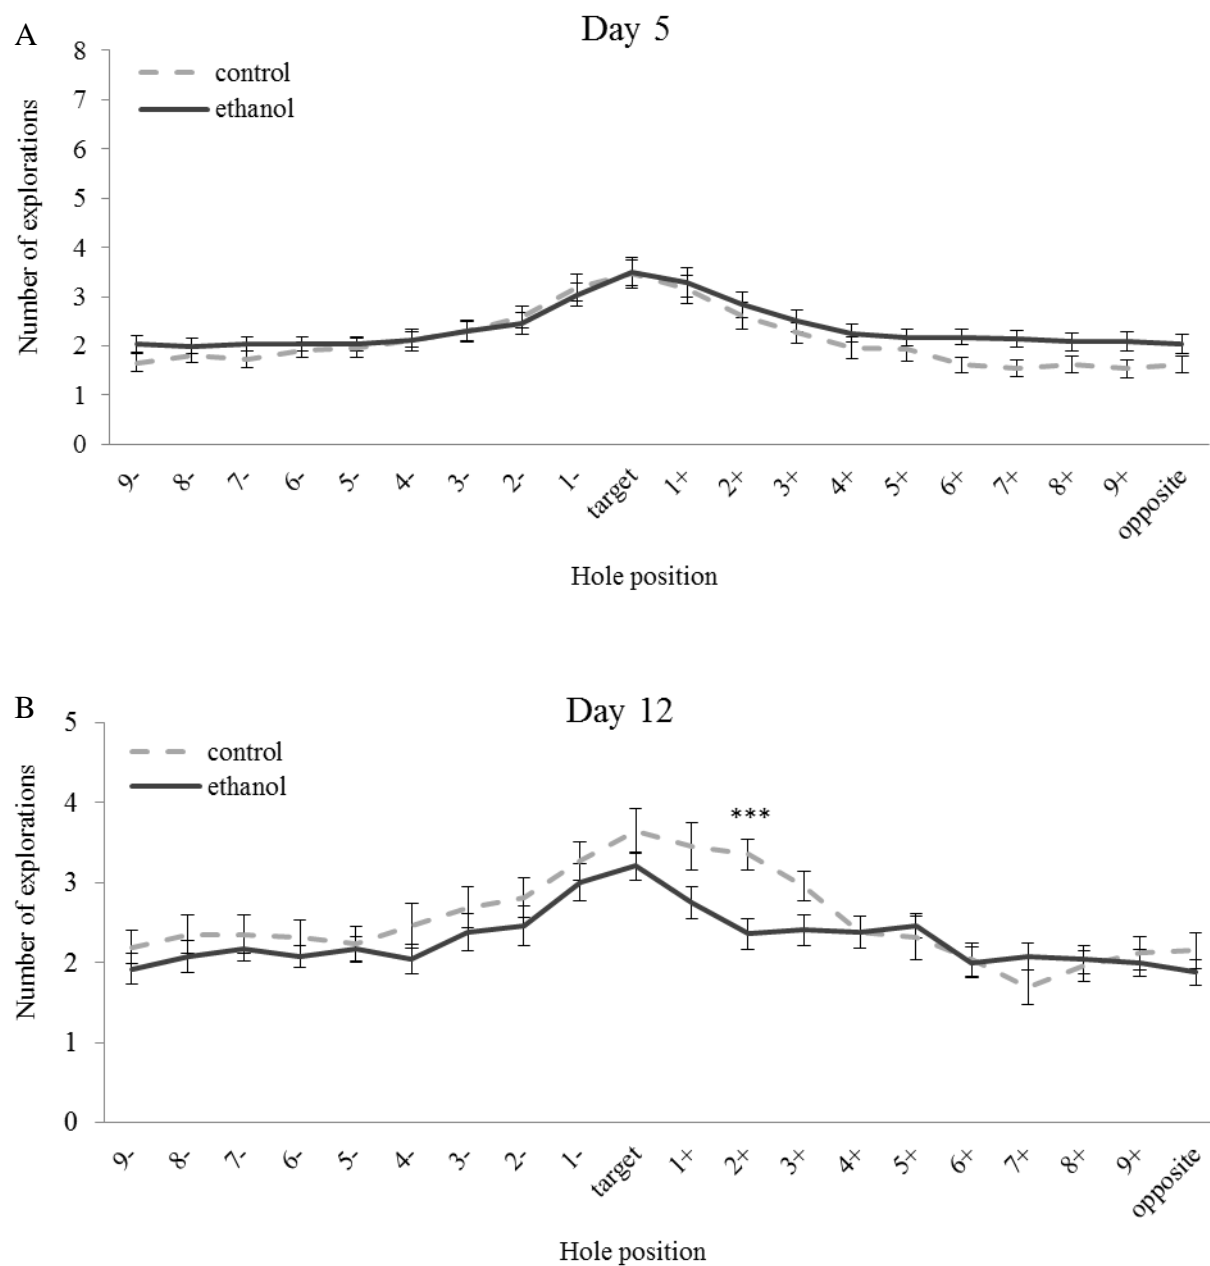 A
Day 5
8
7
6
5
4
3
2
1
0
Number of explorations
control
ethanol
9- 8- 7- 6- 5- 4- 3- 2- 1- target 1+ 2+ 3+ 4+ 5+ 6+ 7+ 8+ 9+ opposite
Hole position
B
Day 12
5
4
3
2
1
0
Number of explorations
control
ethanol
***
9- 8- 7- 6- 5- 4- 3- 2- 1- target 1+ 2+ 3+ 4+ 5+ 6+ 7+ 8+ 9+ opposite
Hole position